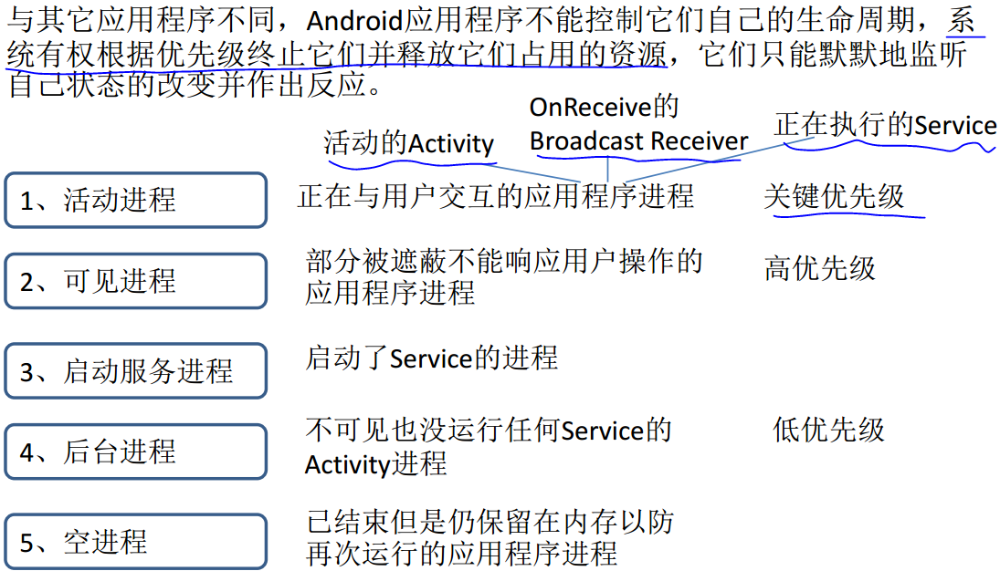 与其它应用程序不同，Android应用程序不能控制它们自己的生命周期，系
统有权根据优先级终止它们并释放它们占用的资源，它们只能默默地监听
自己状态的改变并作出反应。
活动的Activity
OnReceive的
Broadcast Receiver
正在执行的Service
1、活动进程
正在与用户交互的应用程序进程
关键优先级
2、可见进程
部分被遮蔽不能响应用户操作的
应用程序进程
高优先级
3、启动服务进程
启动了Service的进程
4、后台进程
不可见也没运行任何Service的
Activity进程
低优先级
5、空进程
已结束但是仍保留在内存以防
再次运行的应用程序进程